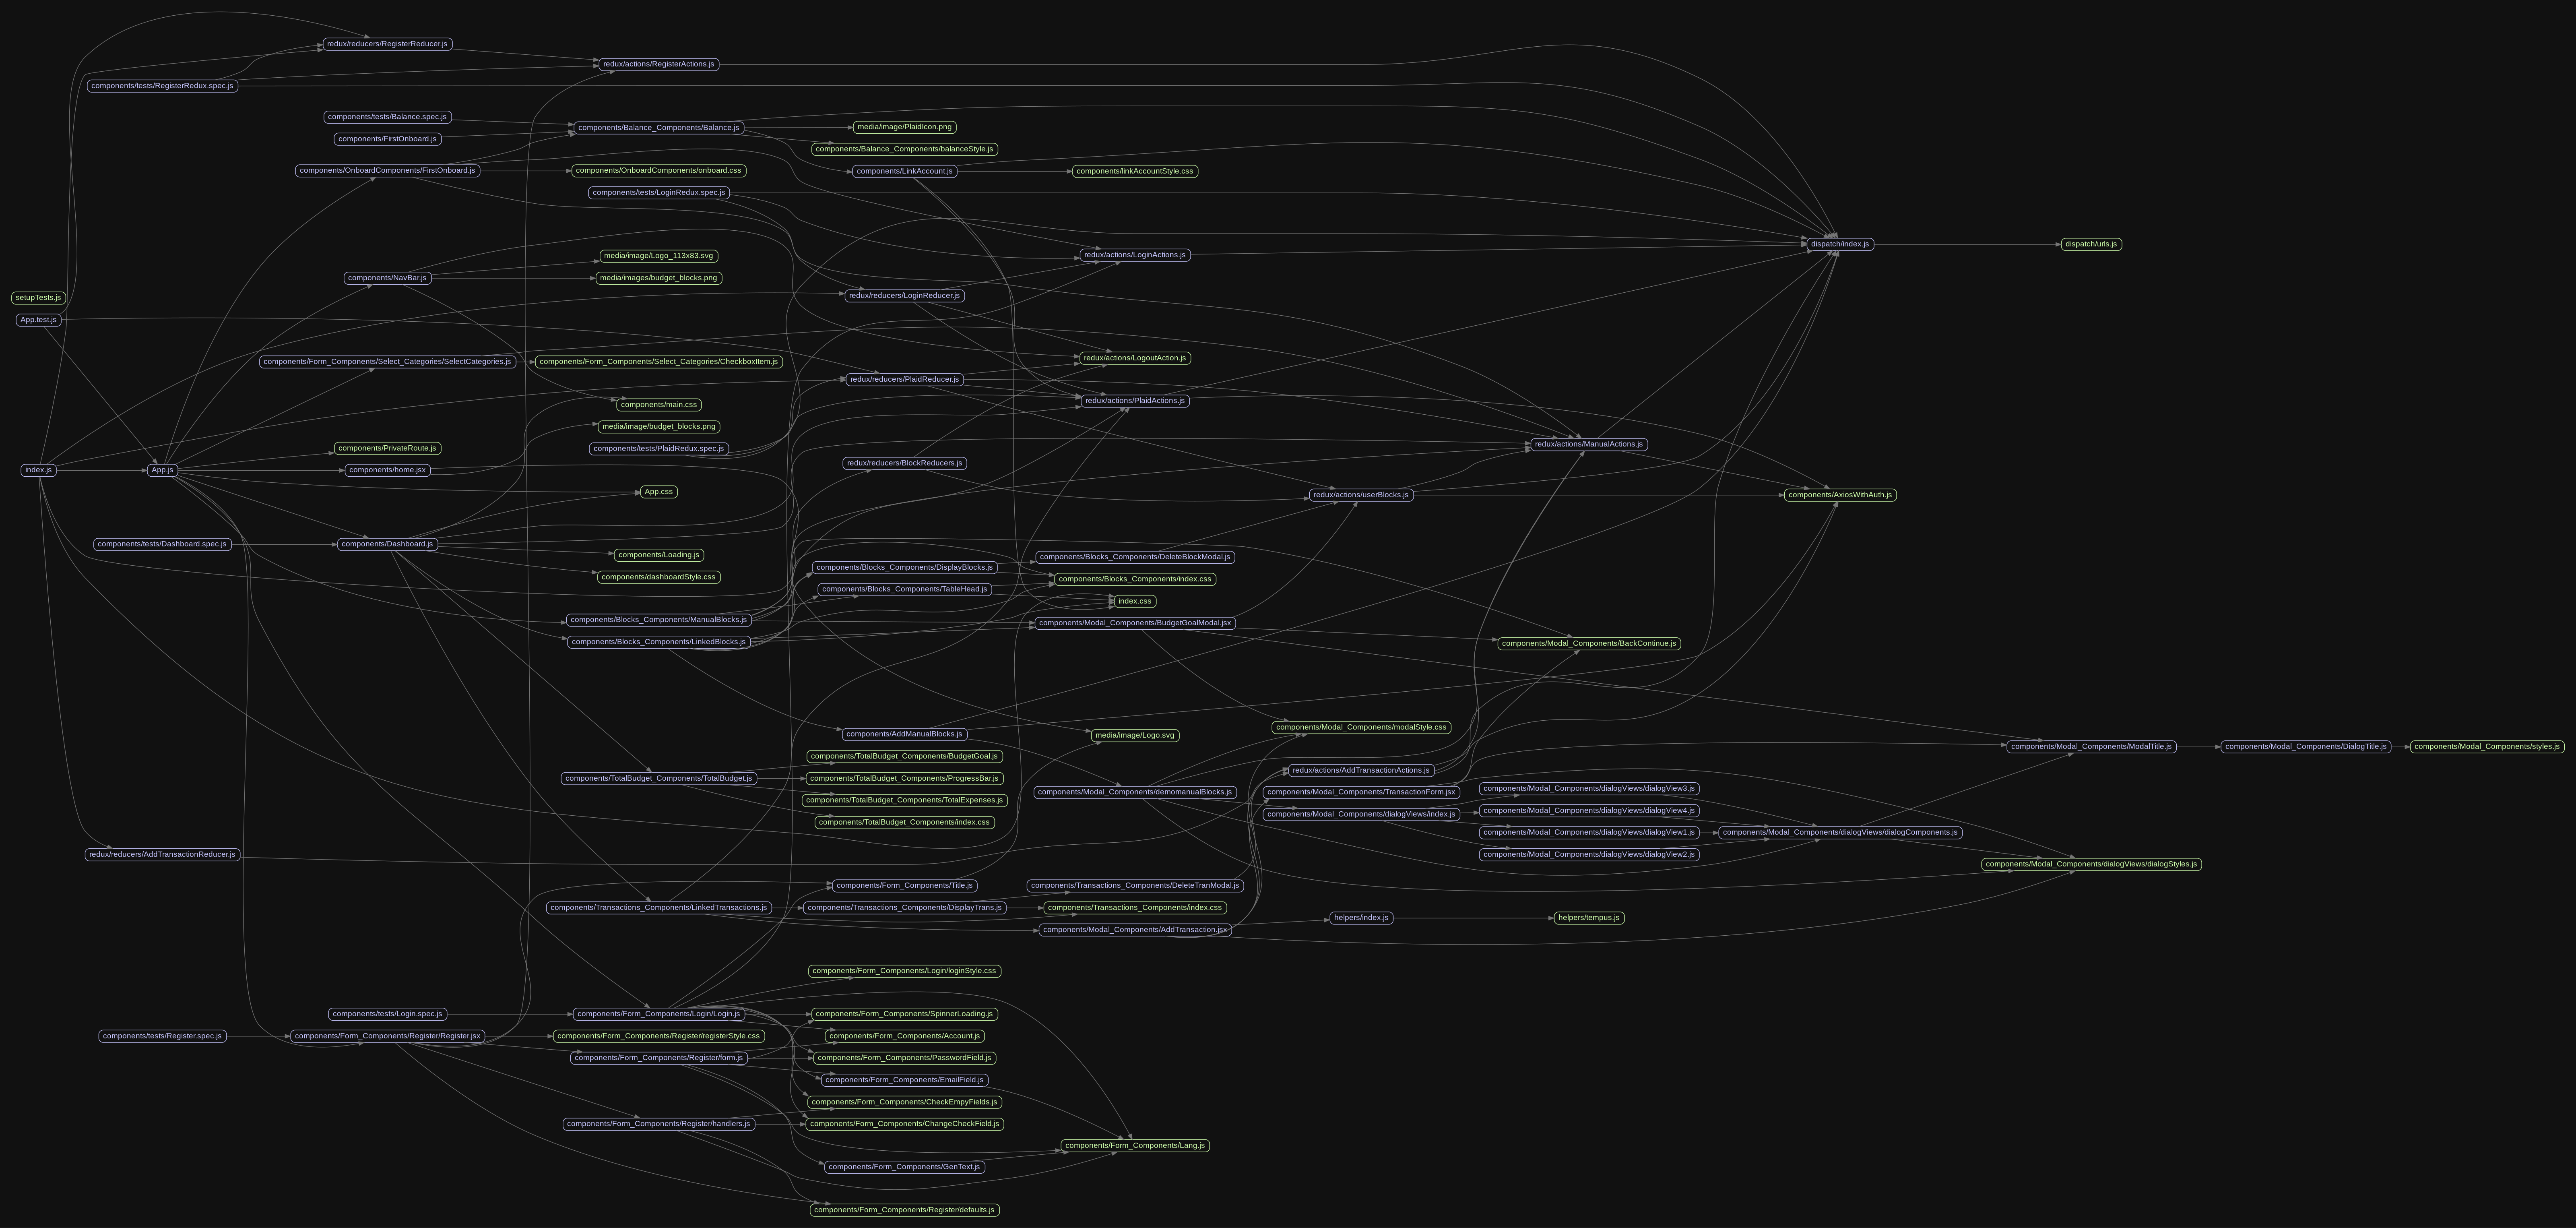 redux/reducers/RegisterReducer.js
redux/actions/RegisterActions.js
components/tests/RegisterRedux.spec.js
components/tests/Balance.spec.js
components/Balance_Components/Balance.js
media/image/PlaidIcon.png
components/FirstOnboard.js
components/Balance_Components/balanceStyle.js
components/OnboardComponents/FirstOnboard.js
components/OnboardComponents/onboard.css
components/LinkAccount.js
components/linkAccountStyle.css
components/tests/LoginRedux.spec.js
dispatch/index.js
dispatch/urls.js
media/image/Logo_113x83.svg
redux/actions/LoginActions.js
components/NavBar.js
media/images/budget_blocks.png
setupTests.js
redux/reducers/LoginReducer.js
App.test.js
components/Form_Components/Select_Categories/SelectCategories.js
components/Form_Components/Select_Categories/CheckboxItem.js
redux/actions/LogoutAction.js
redux/reducers/PlaidReducer.js
components/main.css
redux/actions/PlaidActions.js
media/image/budget_blocks.png
components/PrivateRoute.js
components/tests/PlaidRedux.spec.js
redux/actions/ManualActions.js
index.js
App.js
components/home.jsx
redux/reducers/BlockReducers.js
App.css
redux/actions/userBlocks.js
components/AxiosWithAuth.js
components/tests/Dashboard.spec.js
components/Dashboard.js
components/Loading.js
components/Blocks_Components/DeleteBlockModal.js
components/dashboardStyle.css
components/Blocks_Components/DisplayBlocks.js
components/Blocks_Components/index.css
components/Blocks_Components/TableHead.js
index.css
components/Blocks_Components/ManualBlocks.js
components/Modal_Components/BudgetGoalModal.jsx
components/Blocks_Components/LinkedBlocks.js
components/Modal_Components/BackContinue.js
components/Modal_Components/modalStyle.css
components/AddManualBlocks.js
media/image/Logo.svg
components/Modal_Components/ModalTitle.js
components/Modal_Components/DialogTitle.js
components/Modal_Components/styles.js
components/TotalBudget_Components/BudgetGoal.js
redux/actions/AddTransactionActions.js
components/TotalBudget_Components/TotalBudget.js
components/TotalBudget_Components/ProgressBar.js
components/Modal_Components/demomanualBlocks.js
components/Modal_Components/TransactionForm.jsx
components/Modal_Components/dialogViews/dialogView3.js
components/TotalBudget_Components/TotalExpenses.js
components/Modal_Components/dialogViews/index.js
components/Modal_Components/dialogViews/dialogView4.js
components/TotalBudget_Components/index.css
components/Modal_Components/dialogViews/dialogView1.js
components/Modal_Components/dialogViews/dialogComponents.js
redux/reducers/AddTransactionReducer.js
components/Modal_Components/dialogViews/dialogView2.js
components/Modal_Components/dialogViews/dialogStyles.js
components/Form_Components/Title.js
components/Transactions_Components/DeleteTranModal.js
components/Transactions_Components/LinkedTransactions.js
components/Transactions_Components/DisplayTrans.js
components/Transactions_Components/index.css
helpers/index.js
helpers/tempus.js
components/Modal_Components/AddTransaction.jsx
components/Form_Components/Login/loginStyle.css
components/tests/Login.spec.js
components/Form_Components/Login/Login.js
components/Form_Components/SpinnerLoading.js
components/tests/Register.spec.js
components/Form_Components/Register/Register.jsx
components/Form_Components/Register/registerStyle.css
components/Form_Components/Account.js
components/Form_Components/Register/form.js
components/Form_Components/PasswordField.js
components/Form_Components/EmailField.js
components/Form_Components/CheckEmpyFields.js
components/Form_Components/Register/handlers.js
components/Form_Components/ChangeCheckField.js
components/Form_Components/Lang.js
components/Form_Components/GenText.js
components/Form_Components/Register/defaults.js